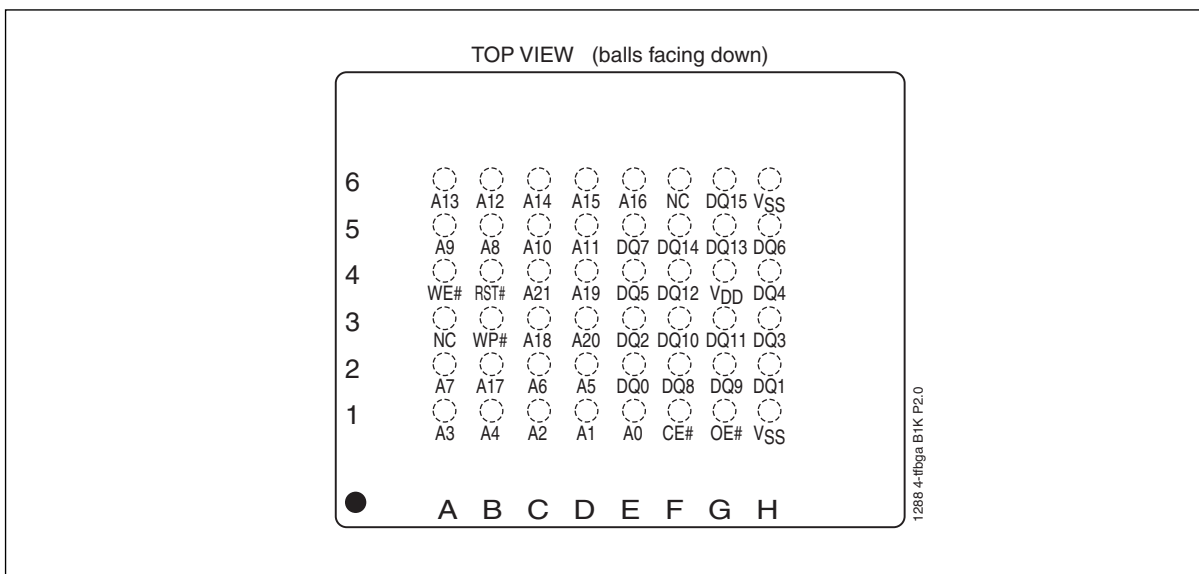 TOP VIEW (balls facing down)
6
A13 A12 A14 A15 A16 NC DQ15 VSS
5
A9 A8 A10 A11 DQ7 DQ14 DQ13 DQ6
4
WE# RST# A21 A19 DQ5 DQ12 VDD DQ4
3
NC WP# A18 A20 DQ2 DQ10 DQ11 DQ3
2
A7 A17 A6 A5 DQ0 DQ8 DQ9 DQ1
1
A3 A4 A2 A1 A0 CE# OE# VSS
A B C D E F G H
1288 4-tfbga B1K P2.0